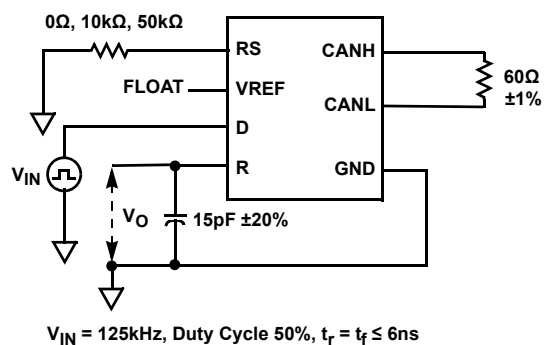 0Ω, 10kΩ, 50kΩ
RS
CANH
FLOAT
VREF
60Ω
±1%
CANL
D
VIN
R
GND
VO
15pF ±20%
VIN = 125kHz, Duty Cycle 50%, tr = tf ≤ 6ns